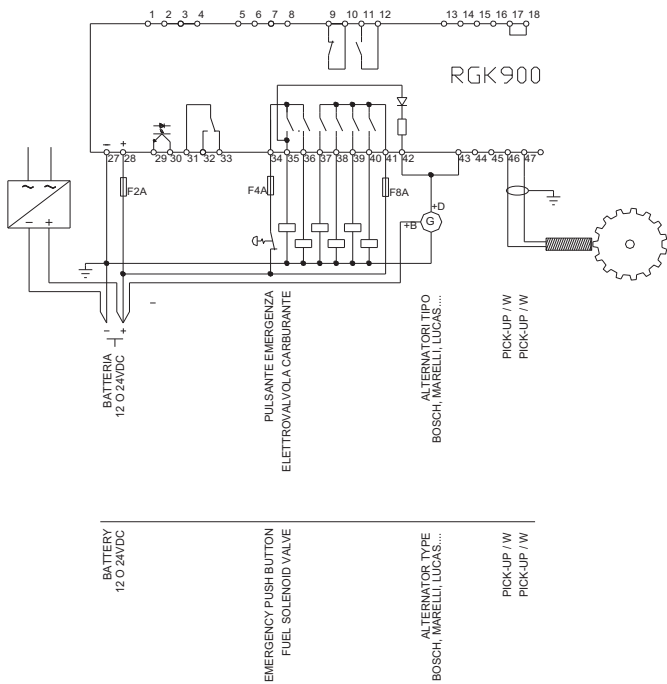 1 2 3 4 5 6 7 8 9 10 11 12 13 14 15 16 17 18
RGK900
− +
27 28 29 30 31 32 33 34 35 36 37 38 39 40 41 42 43 44 45 46 47
F2A
F4A
F8A
+D
+B
G
~ ~
− +
−
− +
BATTERIA
12 O 24VDC
PULSANTE EMERGENZA
ELETTROVALVOLA CARBURANTE
ALTERNATORI TIPO
BOSCH, MARELLI, LUCAS....
PICK-UP / W
PICK-UP / W
BATTERY
12 O 24VDC
EMERGENCY PUSH BUTTON
FUEL SOLENOID VALVE
ALTERNATOR TYPE
BOSCH, MARELLI, LUCAS....
PICK-UP / W
PICK-UP / W